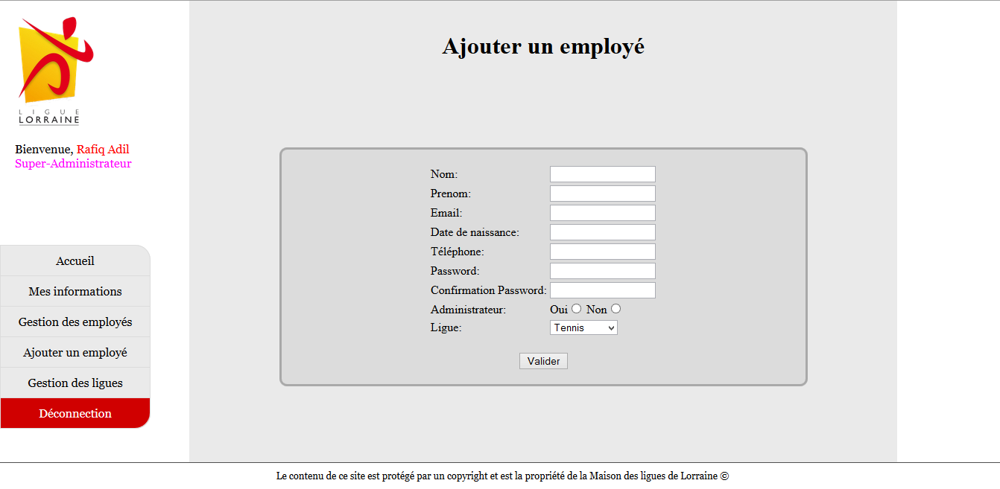 LIGUE
LORRAINE
Bienvenue, Rafiq Adil
Super-Administrateur
Accueil
Mes informations
Gestion des employés
Ajouter un employé
Gestion des ligues
Déconnection
Ajouter un employé
Nom:
Prenom:
Email:
Date de naissance:
Téléphone:
Password:
Confirmation Password:
Administrateur: Oui Non
Ligue: Tennis
Valider
Le contenu de ce site est protégé par un copyright et est la propriété de la Maison des ligues de Lorraine ©